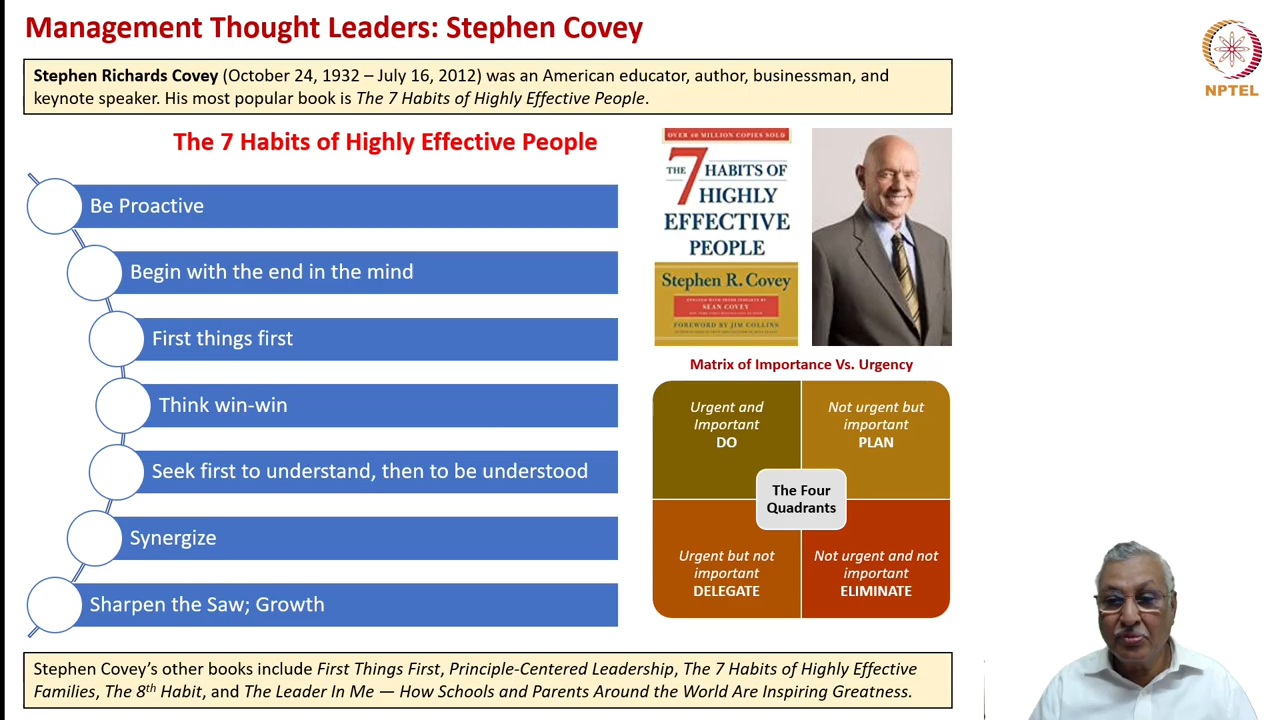 Management Thought Leaders: Stephen Covey
NPTEL
Stephen Richards Covey (October 24, 1932 – July 16, 2012) was an American educator, author, businessman, and
keynote speaker. His most popular book is The 7 Habits of Highly Effective People.
The 7 Habits of Highly Effective People
Be Proactive
Begin with the end in the mind
First things first
Think win-win
Seek first to understand, then to be understood
Synergize
Sharpen the Saw; Growth
OVER 40 MILLION COPIES SOLD
THE 7 HABITS OF
HIGHLY
EFFECTIVE
PEOPLE
Stephen R. Covey
UPDATED WITH FRESH INSIGHTS BY
SEAN COVEY
FOREWORD BY JIM COLLINS
Matrix of Importance Vs. Urgency
Urgent and
Important
DO
Not urgent but
important
PLAN
The Four
Quadrants
Urgent but not
important
DELEGATE
Not urgent and not
important
ELIMINATE
Stephen Covey's other books include First Things First, Principle-Centered Leadership, The 7 Habits of Highly Effective
Families, The 8th Habit, and The Leader In Me — How Schools and Parents Around the World Are Inspiring Greatness.